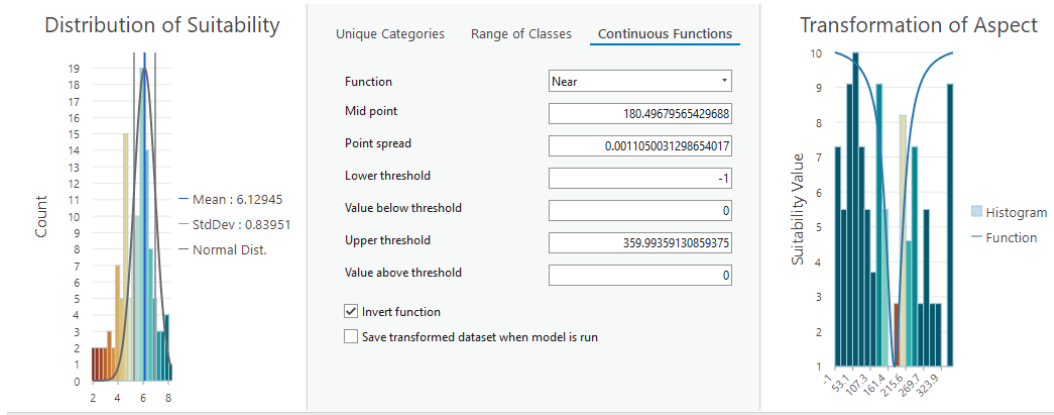 Distribution of Suitability
19
18
17
16
15
14
13
12
11
10
9
8
7
6
5
4
3
2
1
0
Count
2 4 6 8
Mean : 6.12945
StdDev : 0.83951
Normal Dist.
Unique Categories Range of Classes Continuous Functions
Function Near
Mid point 180.49679565429688
Point spread 0.0011050031298654017
Lower threshold -1
Value below threshold 0
Upper threshold 359.99359130859375
Value above threshold 0
Invert function
Save transformed dataset when model is run
Transformation of Aspect
10
9
8
7
6
5
4
3
2
1
Suitability Value
-1 53.1 107.3 161.4 215.6 269.7 323.9
Histogram
Function